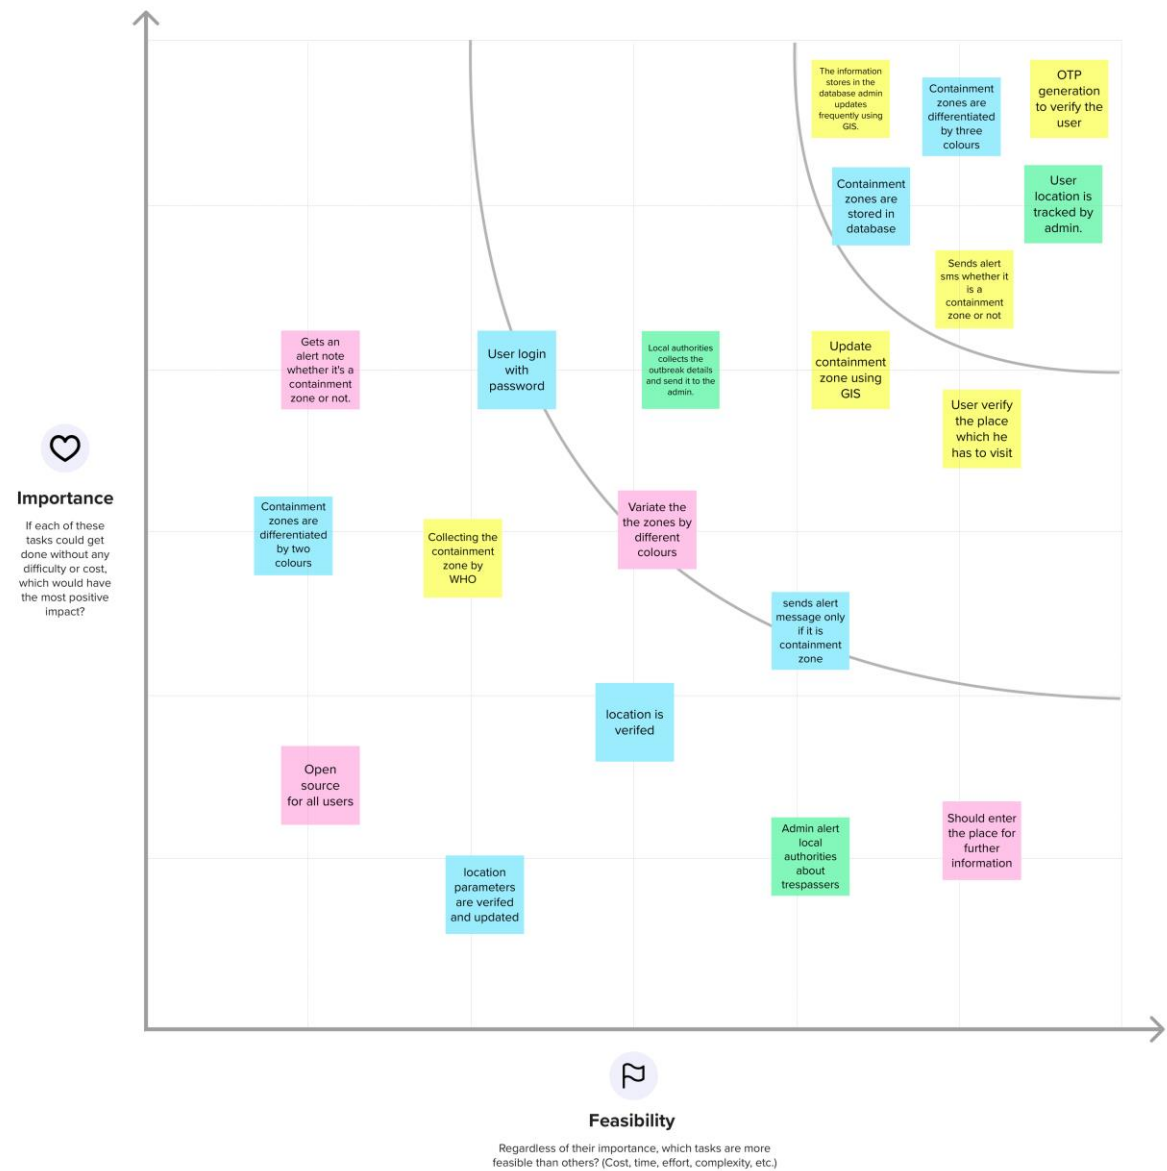 The information
stores in the
database admin
updates
frequently using
GIS.
Containment
zones are
differentiated
by three
colours
OTP
generation
to verify the
user
Containment
zones are
stored in
database
User
location is
tracked by
admin.
Sends alert
sms whether it
is a
containment
zone or not
Gets an
alert note
whether it's a
containment
zone or not.
User login
with
password
Local authorities
collects the
outbreak details
and send it to the
admin.
Update
containment
zone using
GIS
User verify
the place
which he
has to visit
Importance
If each of these
tasks could get
done without any
difficulty or cost,
which would have
the most positive
impact?
Containment
zones are
differentiated
by two
colours
Collecting the
containment
zone by
WHO
Variate the
the zones by
different
colours
sends alert
message only
if it is
containment
zone
location is
verifed
Open
source
for all users
Admin alert
local
authorities
about
trespassers
Should enter
the place for
further
information
location
parameters
are verifed
and updated
Feasibility
Regardless of their importance, which tasks are more
feasible than others? (Cost, time, effort, complexity, etc.)